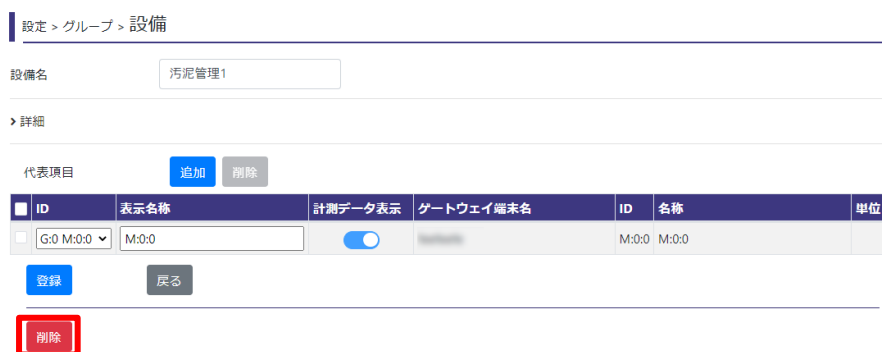 設定 > グループ > 設備
設備名 汚泥管理1
> 詳細
代表項目 追加 削除
ID 表示名称 計測データ表示 ゲートウェイ端末名 ID 名称 単位
G:0 M:0:0 M:0:0 M:0:0 M:0:0
登録 戻る
削除